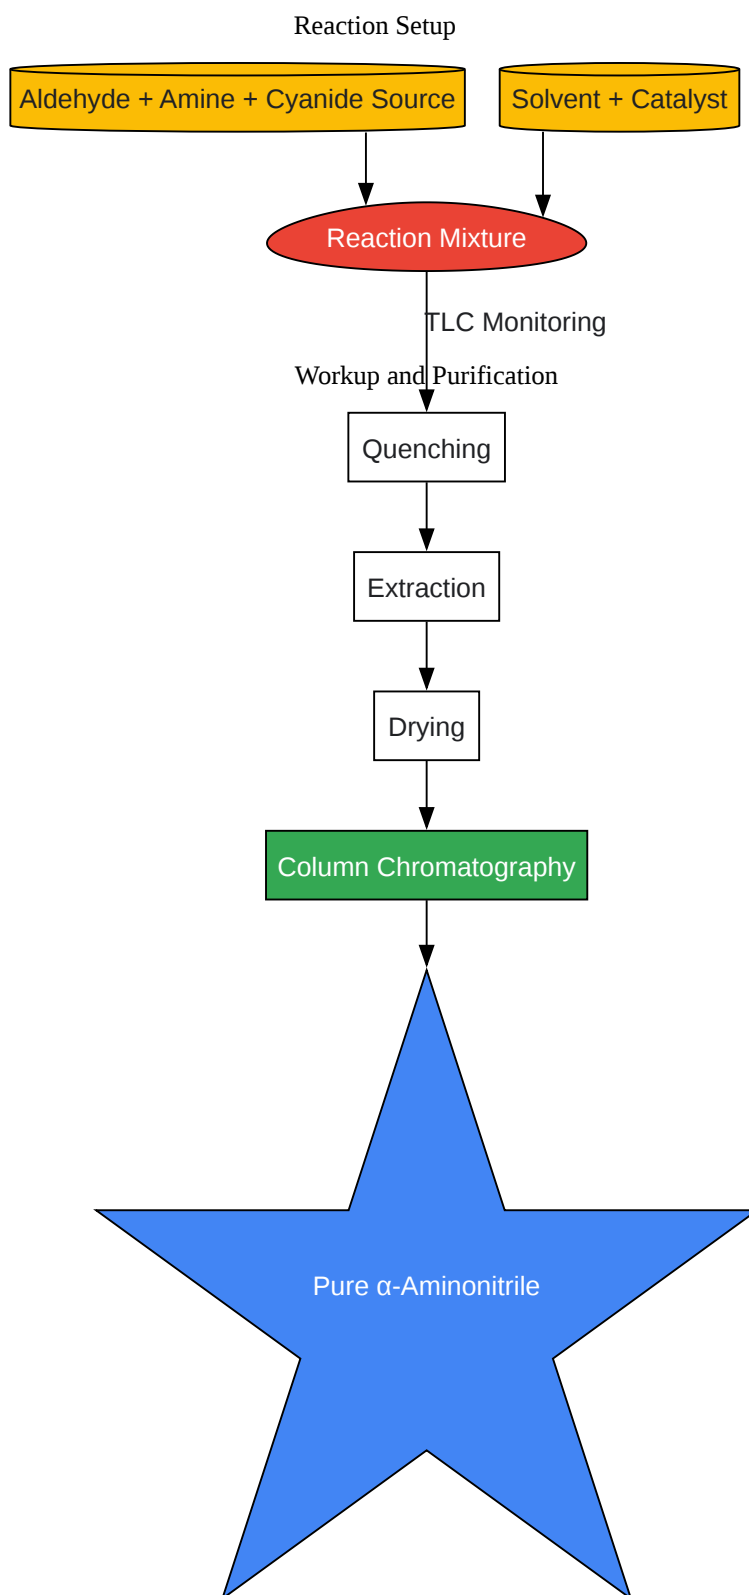 Reaction Setup
Aldehyde + Amine + Cyanide Source
Solvent + Catalyst
Reaction Mixture
TLC Monitoring
Workup and Purification
Quenching
Extraction
Drying
Column Chromatography
Pure α-Aminonitrile